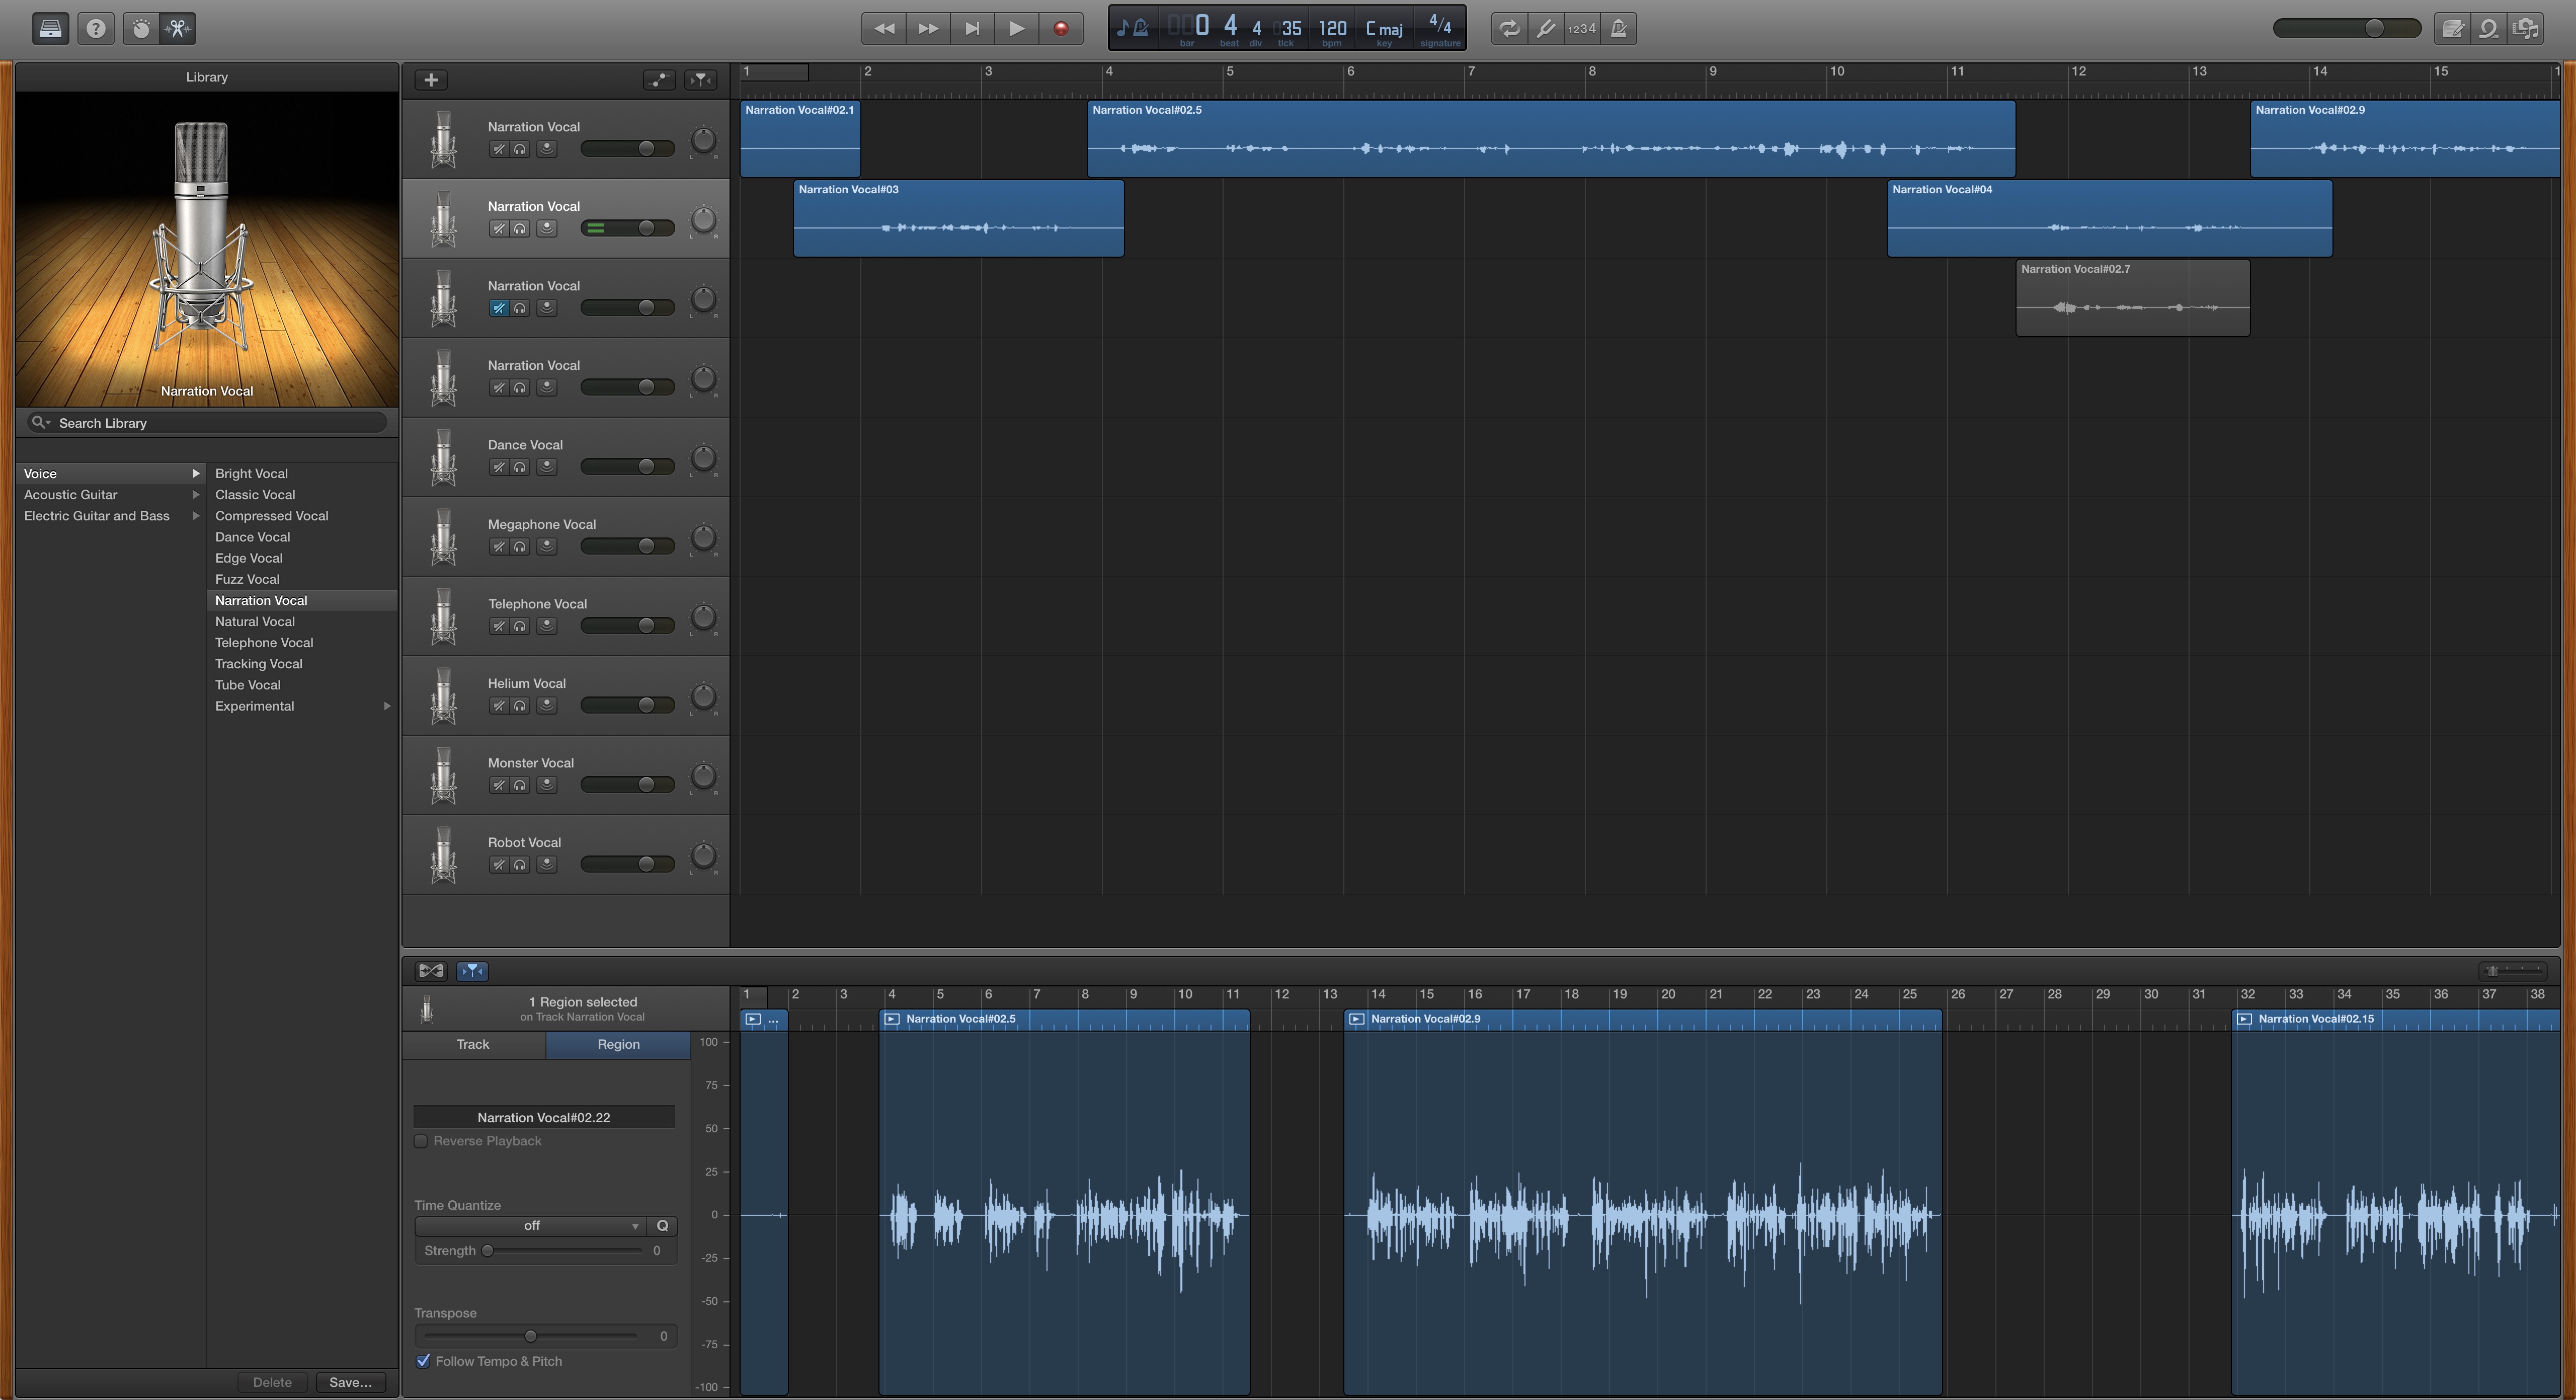 ? 1234
0 4 4 35 120 C maj 4/4
bar beat div tick bpm key signature
Library
Narration Vocal
Search Library
Voice
Acoustic Guitar
Electric Guitar and Bass
Bright Vocal
Classic Vocal
Compressed Vocal
Dance Vocal
Edge Vocal
Fuzz Vocal
Narration Vocal
Natural Vocal
Telephone Vocal
Tracking Vocal
Tube Vocal
Experimental
Delete Save...
1 2 3 4 5 6 7 8 9 10 11 12 13 14 15 1
Narration Vocal
L R
Narration Vocal#02.1 Narration Vocal#02.5 Narration Vocal#02.9
Narration Vocal
L R
Narration Vocal#03 Narration Vocal#04
Narration Vocal
L R
Narration Vocal#02.7
Narration Vocal
L R
Dance Vocal
L R
Megaphone Vocal
L R
Telephone Vocal
L R
Helium Vocal
L R
Monster Vocal
L R
Robot Vocal
L R
1 Region selected
on Track Narration Vocal
Track Region
Narration Vocal#02.22
Reverse Playback
Time Quantize
off Q
Strength 0
Transpose
0
Follow Tempo & Pitch
1 2 3 4 5 6 7 8 9 10 11 12 13 14 15 16 17 18 19 20 21 22 23 24 25 26 27 28 29 30 31 32 33 34 35 36 37 38
... Narration Vocal#02.5 Narration Vocal#02.9 Narration Vocal#02.15
100
75
50
25
0
-25
-50
-75
-100